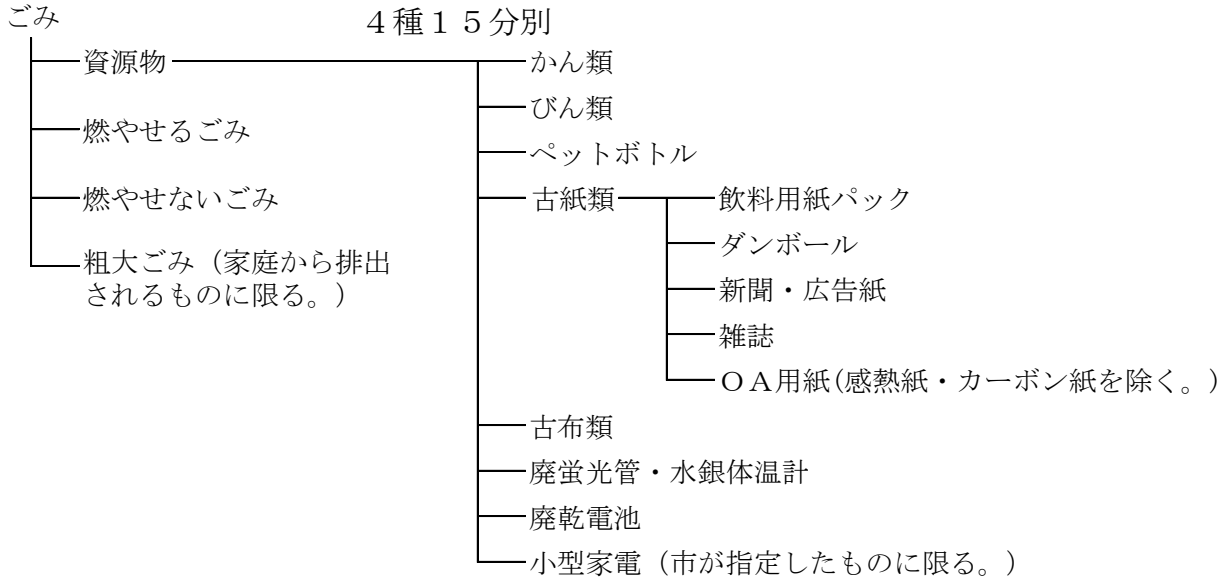 ごみ
４種１５分別
資源物
かん類
びん類
燃やせるごみ
ペットボトル
燃やせないごみ
古紙類
飲料用紙パック
ダンボール
粗大ごみ（家庭から排出
されるものに限る。）
新聞・広告紙
雑誌
ＯＡ用紙(感熱紙・カーボン紙を除く。)
古布類
廃蛍光管・水銀体温計
廃乾電池
小型家電（市が指定したものに限る。）